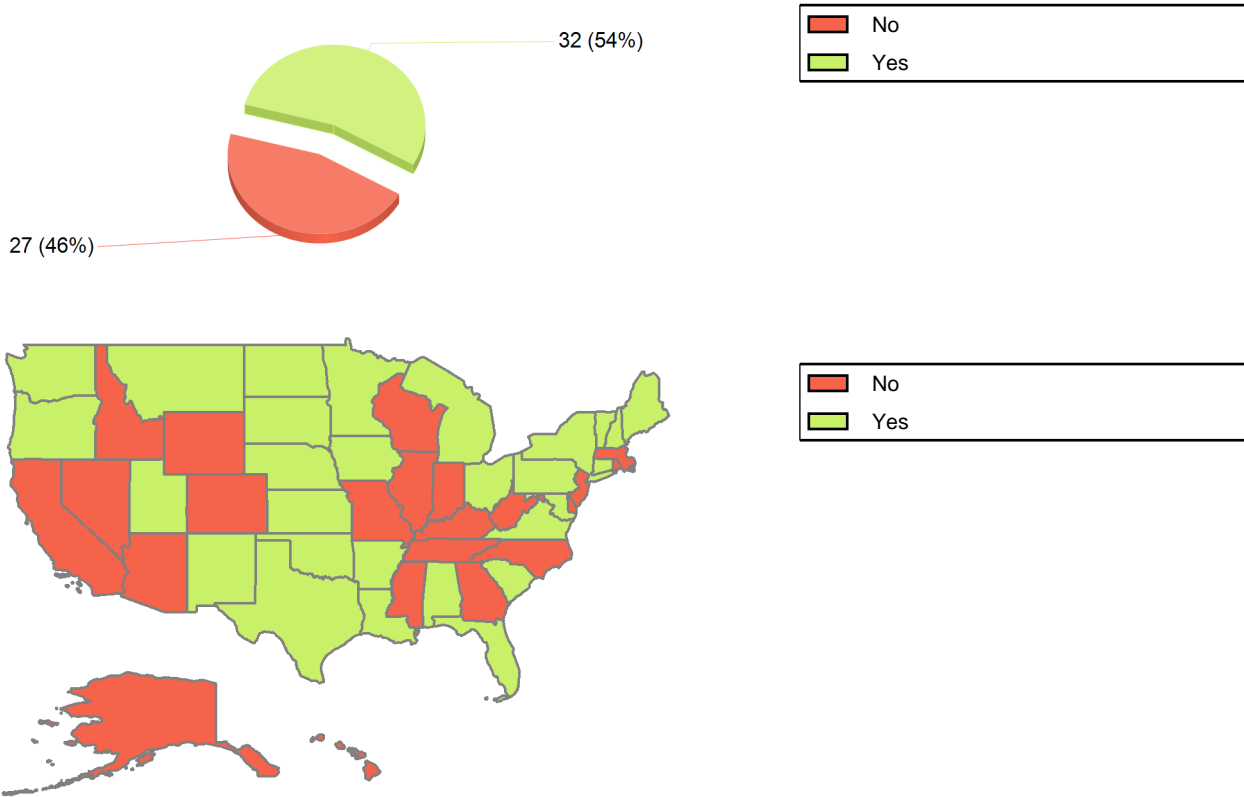 32 (54%)
27 (46%)
No
Yes
No
Yes